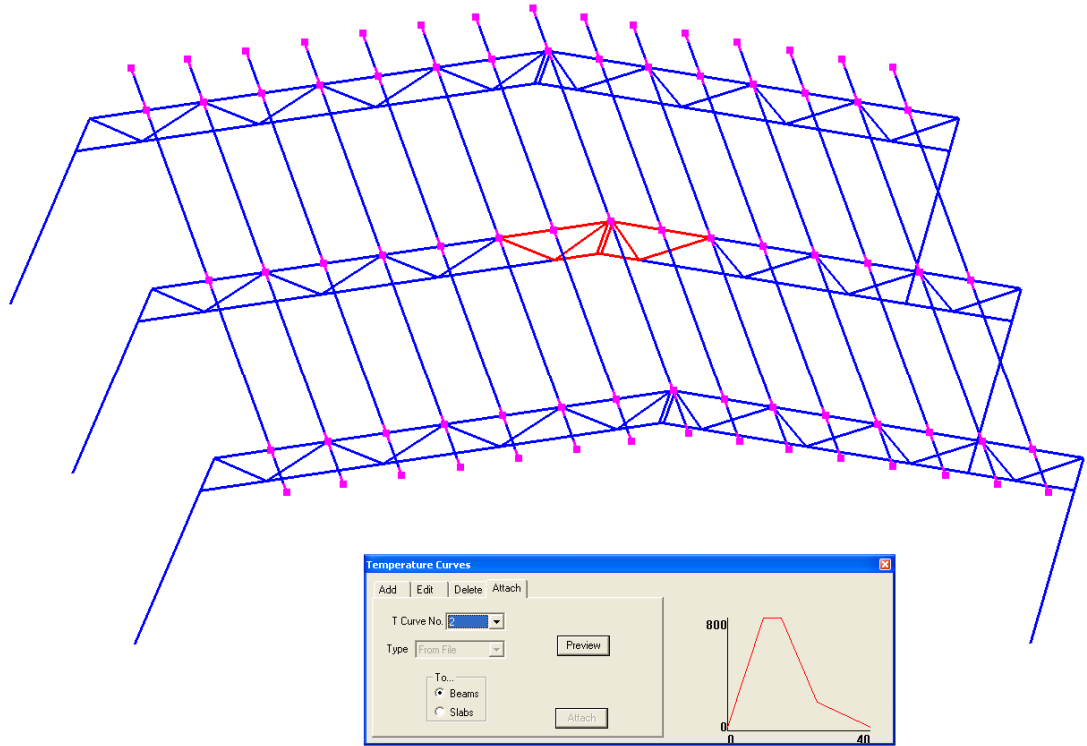 Temperature Curves
Add Edit Delete Attach
T Curve No. 2
Type From File
Preview
To...
Beams
Slabs
Attach
800
0
0 40